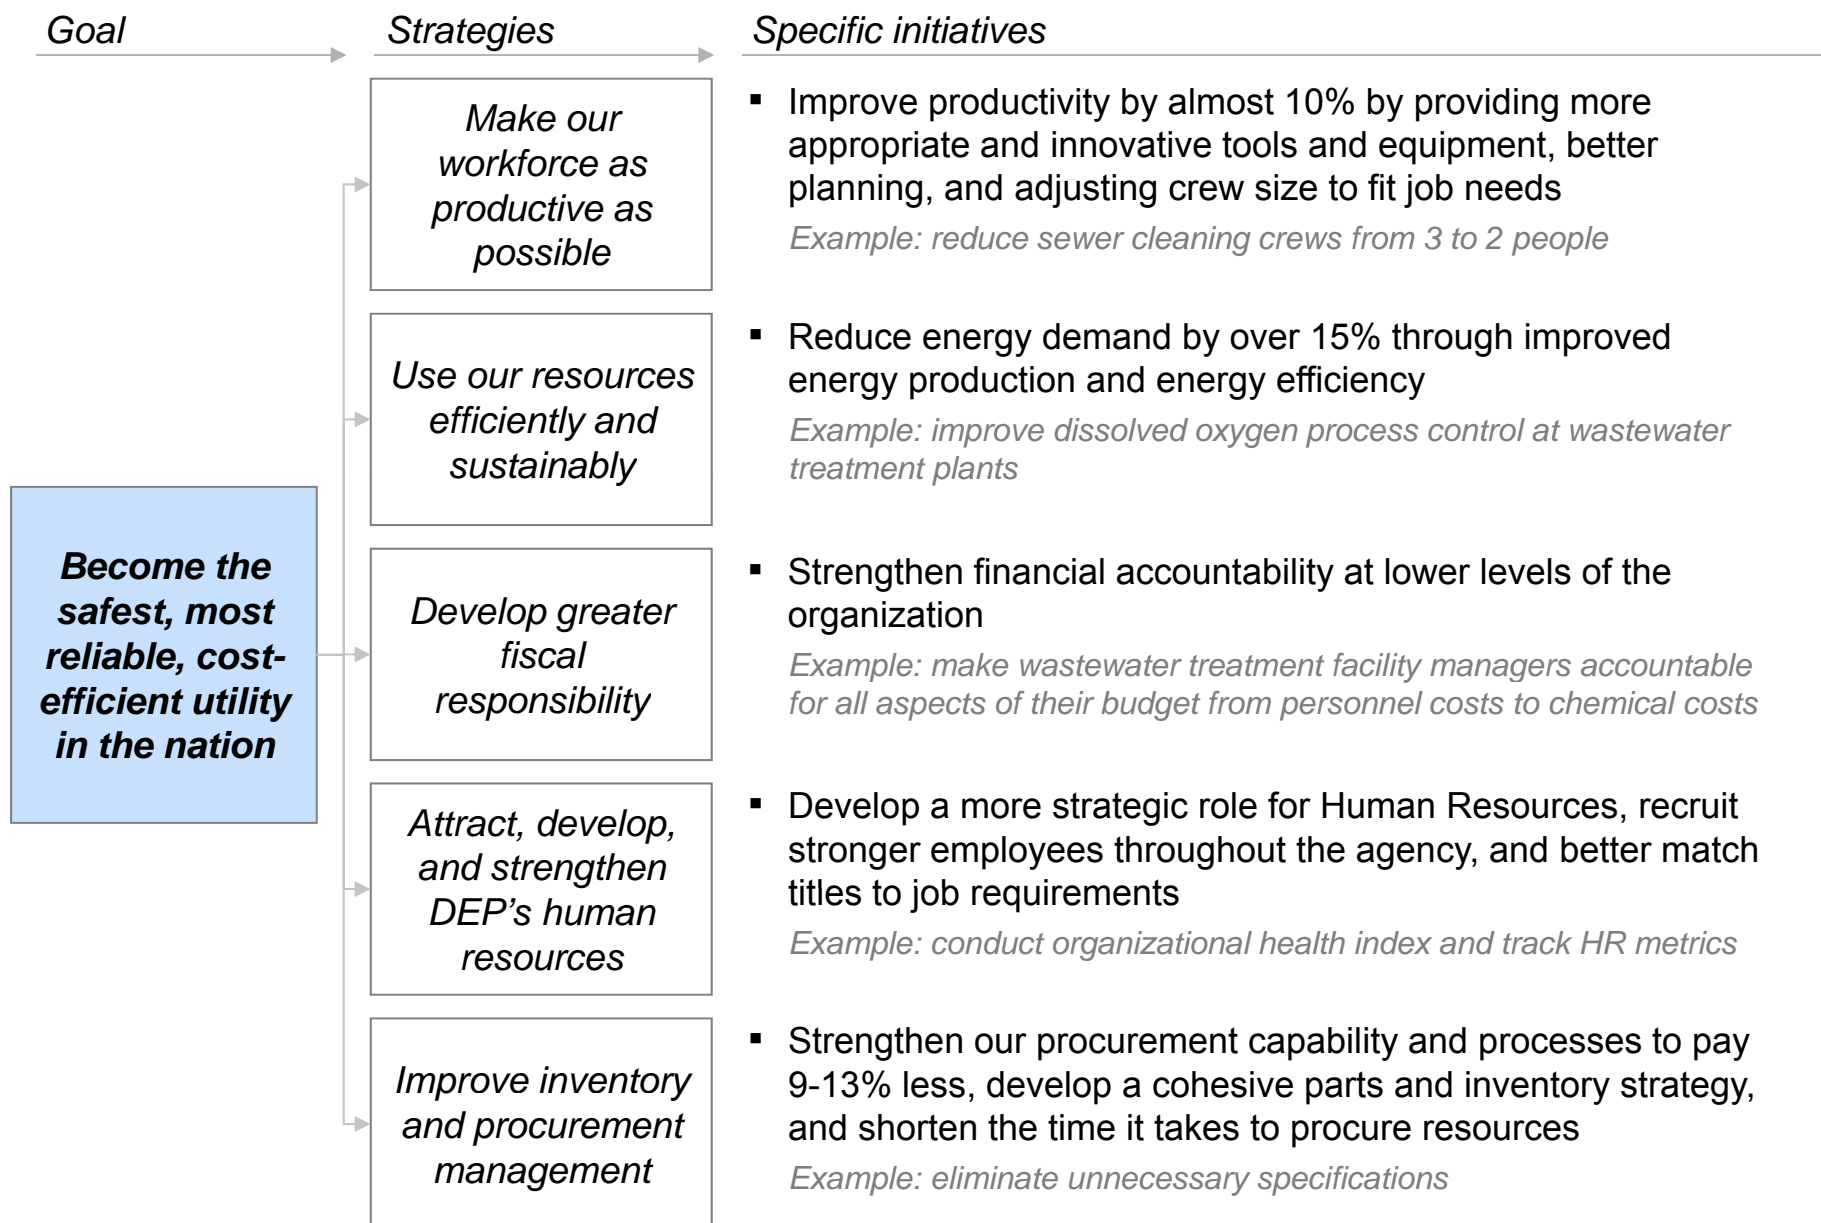 Goal
Strategies
Specific initiatives
Become the
safest, most
reliable, cost-
efficient utility
in the nation
Make our
workforce as
productive as
possible
▪ Improve productivity by almost 10% by providing more
appropriate and innovative tools and equipment, better
planning, and adjusting crew size to fit job needs
Example: reduce sewer cleaning crews from 3 to 2 people
Use our resources
efficiently and
sustainably
▪ Reduce energy demand by over 15% through improved
energy production and energy efficiency
Example: improve dissolved oxygen process control at wastewater
treatment plants
Develop greater
fiscal
responsibility
▪ Strengthen financial accountability at lower levels of the
organization
Example: make wastewater treatment facility managers accountable
for all aspects of their budget from personnel costs to chemical costs
Attract, develop,
and strengthen
DEP’s human
resources
▪ Develop a more strategic role for Human Resources, recruit
stronger employees throughout the agency, and better match
titles to job requirements
Example: conduct organizational health index and track HR metrics
Improve inventory
and procurement
management
▪ Strengthen our procurement capability and processes to pay
9-13% less, develop a cohesive parts and inventory strategy,
and shorten the time it takes to procure resources
Example: eliminate unnecessary specifications